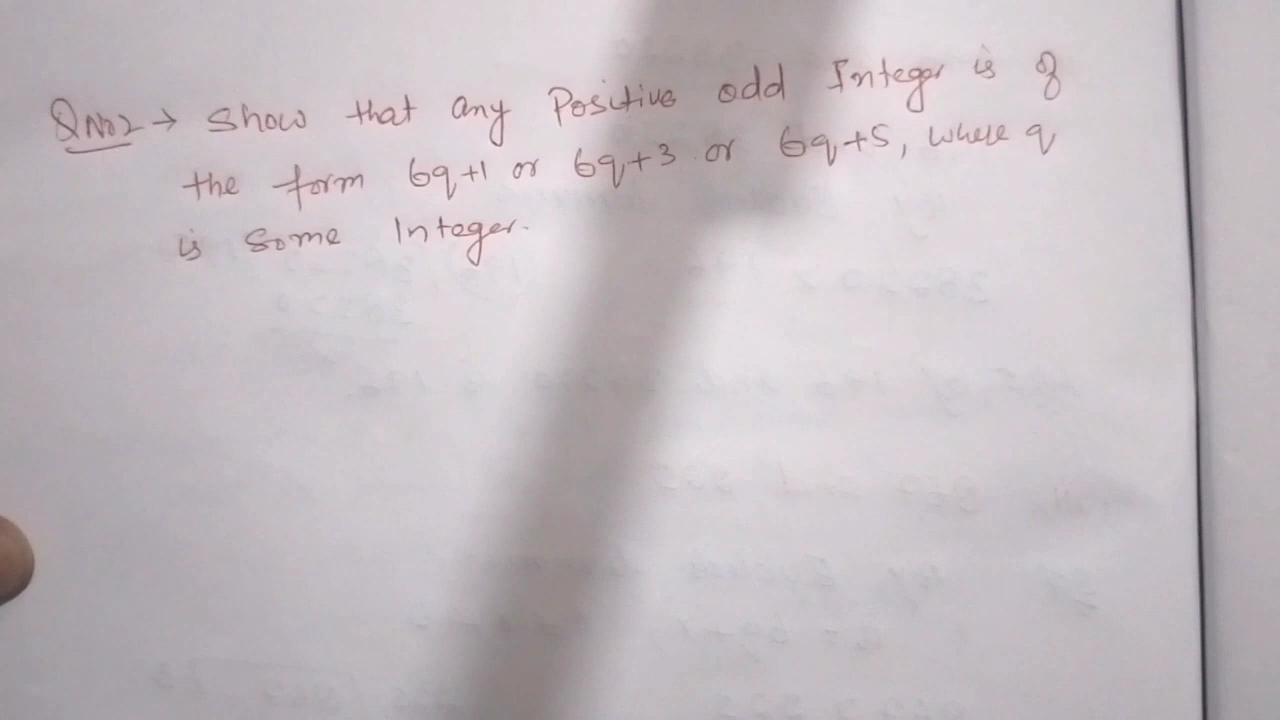 QNo2→ Show that any Positive odd Integer is of
the form 6q+1 or 6q+3 or 6q+5, where q
is some Integer.